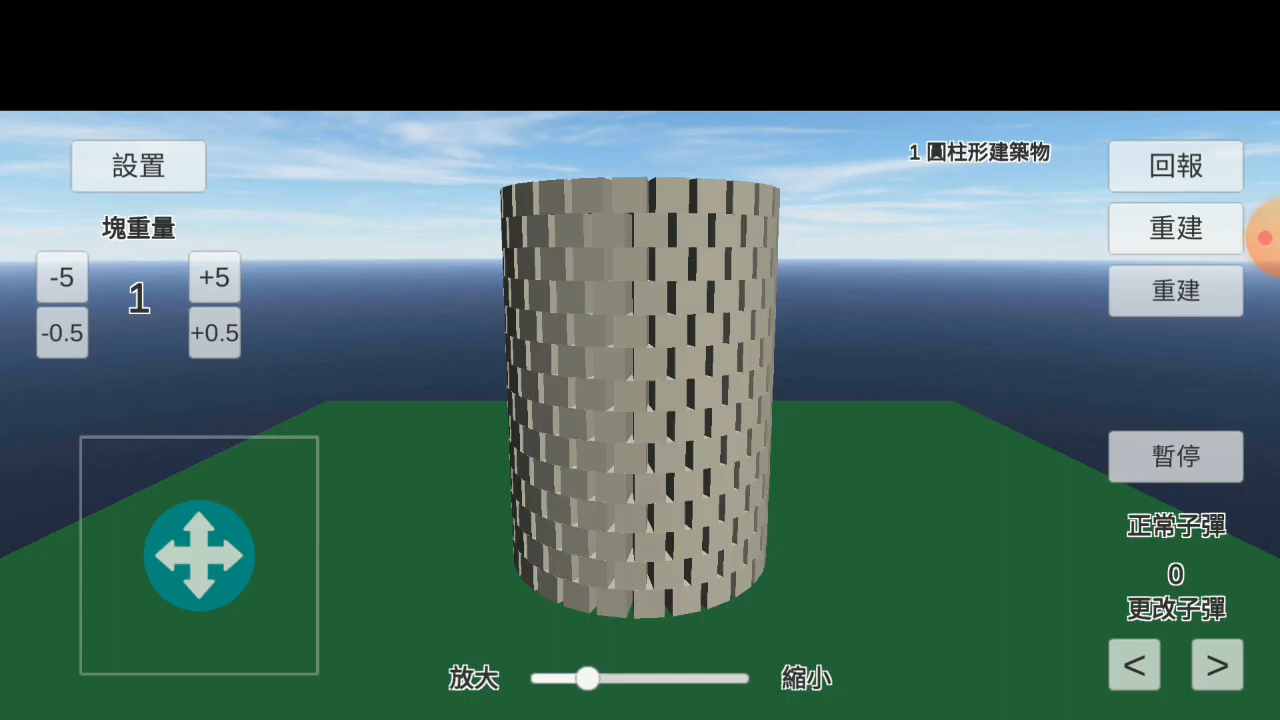 設置
1 圓柱形建築物
回報
塊重量
重建
-5
1
+5
重建
-0.5
+0.5
暫停
正常子彈
0
更改子彈
放大
縮小
<
>